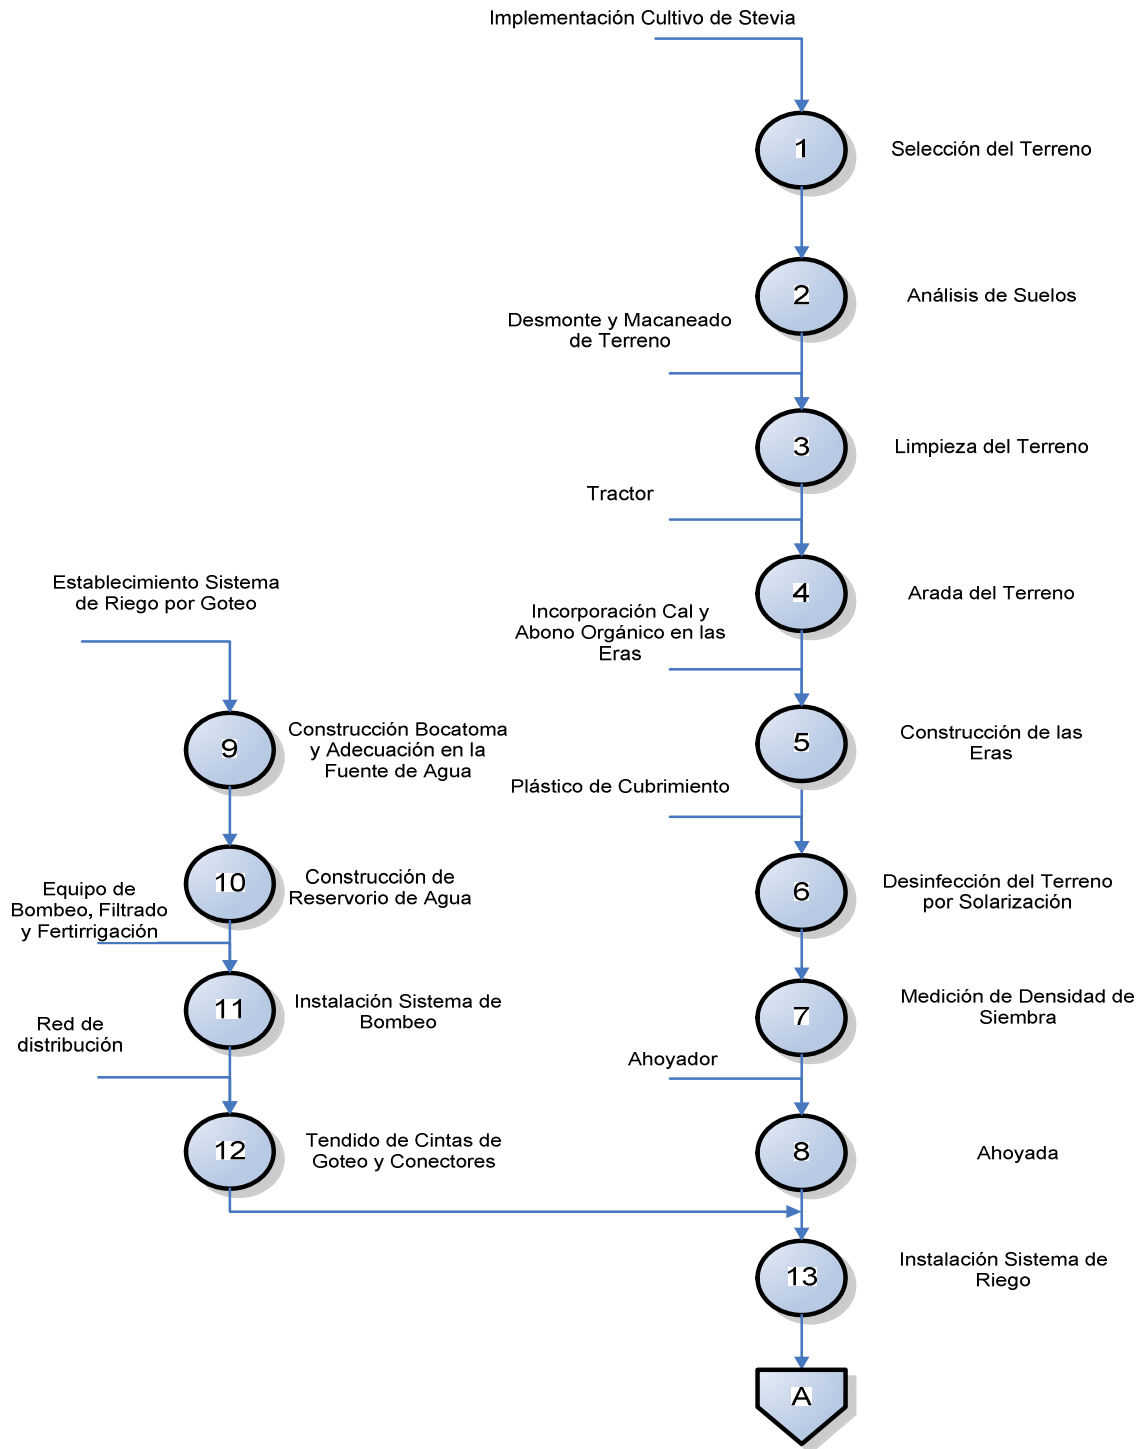 Implementación Cultivo de Stevia
1
Selección del Terreno
2
Análisis de Suelos
Desmonte y Macaneado
de Terreno
3
Limpieza del Terreno
Tractor
4
Arada del Terreno
Incorporación Cal y
Abono Orgánico en las
Eras
5
Construcción de las
Eras
Plástico de Cubrimiento
6
Desinfección del Terreno
por Solarización
7
Medición de Densidad de
Siembra
Ahoyador
8
Ahoyada
Establecimiento Sistema
de Riego por Goteo
9
Construcción Bocatoma
y Adecuación en la
Fuente de Agua
10
Construcción de
Reservorio de Agua
Equipo de
Bombeo, Filtrado
y Fertirrigación
11
Instalación Sistema de
Bombeo
Red de
distribución
12
Tendido de Cintas de
Goteo y Conectores
13
Instalación Sistema de
Riego
A